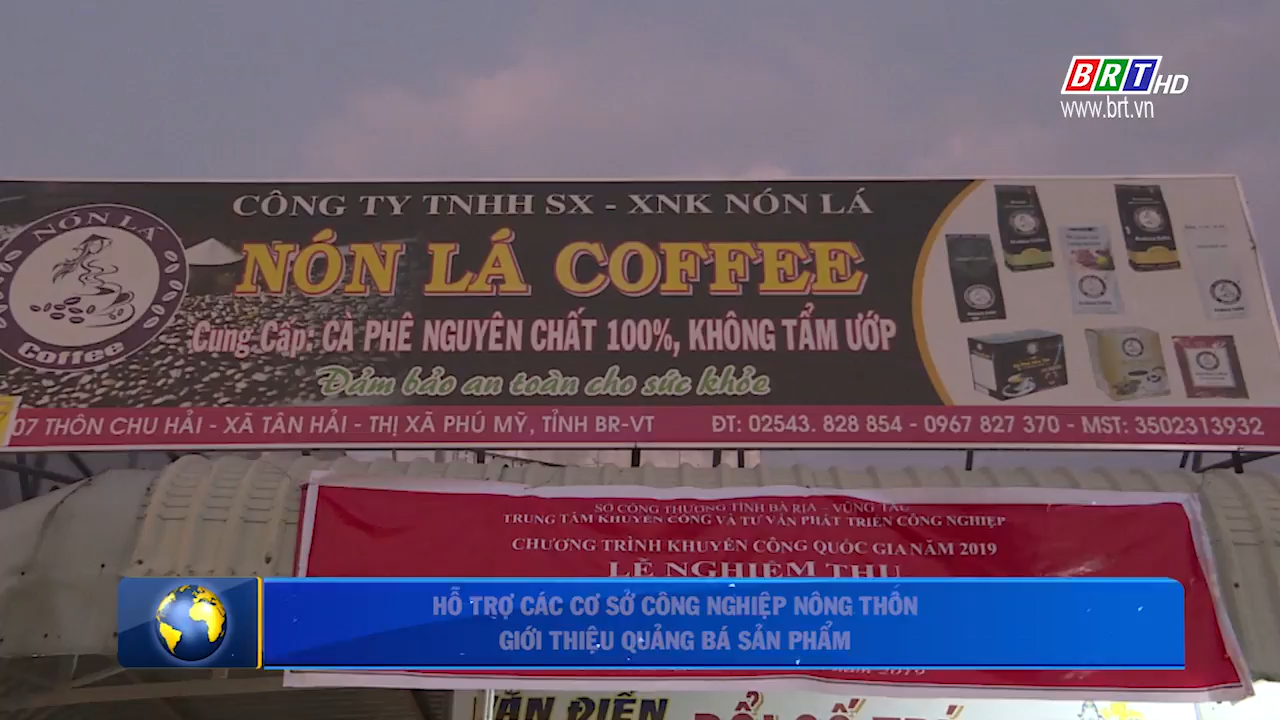 BRT HD
www.brt.vn
CÔNG TY TNHH SX - XNK NÓN LÁ
NÓN LÁ
Coffee
NÓN LÁ COFFEE
Cung Cấp: CÀ PHÊ NGUYÊN CHẤT 100%, KHÔNG TẨM ƯỚP
Đảm bảo an toàn cho sức khỏe
07 THÔN CHU HẢI - XÃ TÂN HẢI - THỊ XÃ PHÚ MỸ, TỈNH BR-VT ĐT: 02543. 828 854 - 0967 827 370 - MST: 3502313932
SỞ CÔNG THƯƠNG TỈNH BÀ RỊA - VŨNG TÀU
TRUNG TÂM KHUYẾN CÔNG VÀ TƯ VẤN PHÁT TRIỂN CÔNG NGHIỆP
CHƯƠNG TRÌNH KHUYẾN CÔNG QUỐC GIA NĂM 2019
LỄ NGHIỆM THU
HỖ TRỢ CÁC CƠ SỞ CÔNG NGHIỆP NÔNG THÔN
GIỚI THIỆU QUẢNG BÁ SẢN PHẨM
năm 2019